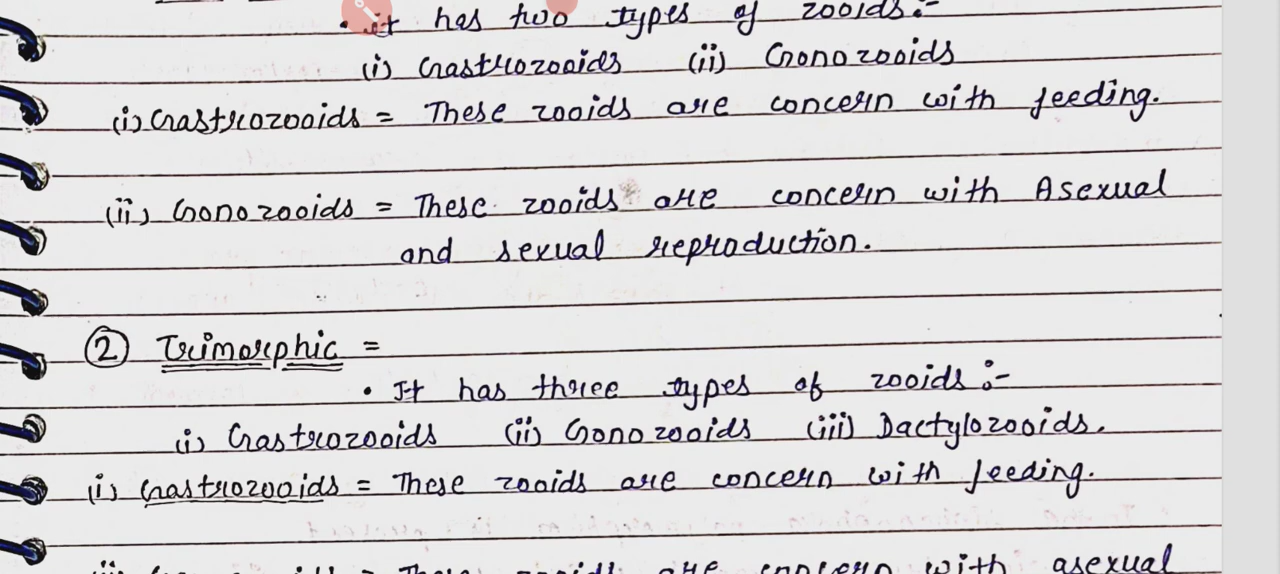 • it has two types of zooids:-
(i) Gastrozooids (ii) Gonozooids
(i) Gastrozooids = These zooids are concern with feeding.
(ii) Gonozooids = These zooids are concern with Asexual
and sexual reproduction.
② Trimorphic =
• It has three types of zooids :-
(i) Gastrozooids (ii) Gonozooids (iii) Dactylozooids.
(i) Gastrozooids = These zooids are concern with feeding.
are concern with asexual